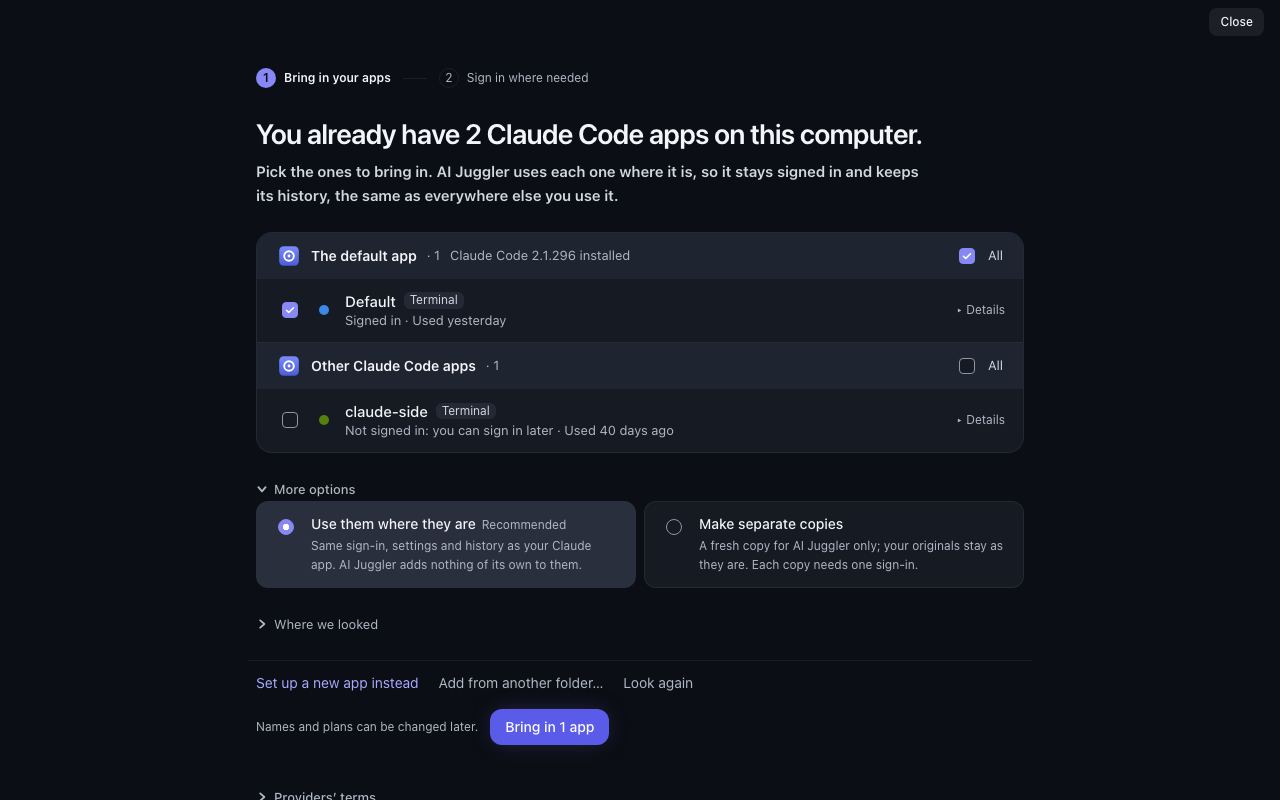 Close
1 Bring in your apps 2 Sign in where needed
You already have 2 Claude Code apps on this computer.
Pick the ones to bring in. AI Juggler uses each one where it is, so it stays signed in and keeps
its history, the same as everywhere else you use it.
The default app · 1 Claude Code 2.1.296 installed All
Default Terminal
Signed in · Used yesterday
Details
Other Claude Code apps · 1 All
claude-side Terminal
Not signed in: you can sign in later · Used 40 days ago
Details
More options
Use them where they are Recommended
Same sign-in, settings and history as your Claude
app. AI Juggler adds nothing of its own to them.
Make separate copies
A fresh copy for AI Juggler only; your originals stay as
they are. Each copy needs one sign-in.
Where we looked
Set up a new app instead Add from another folder... Look again
Names and plans can be changed later. Bring in 1 app
Providers' terms